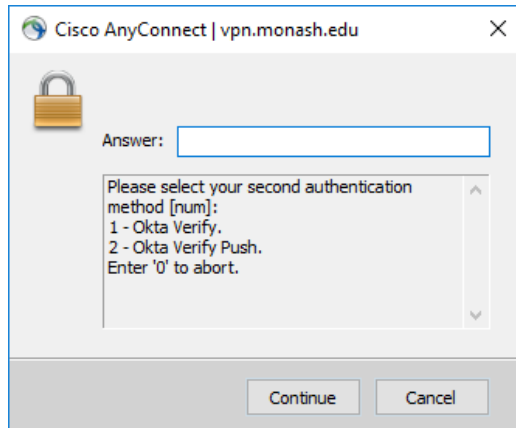 Cisco AnyConnect | vpn.monash.edu
Answer:
Please select your second authentication
method [num]:
1 - Okta Verify.
2 - Okta Verify Push.
Enter '0' to abort.
Continue Cancel